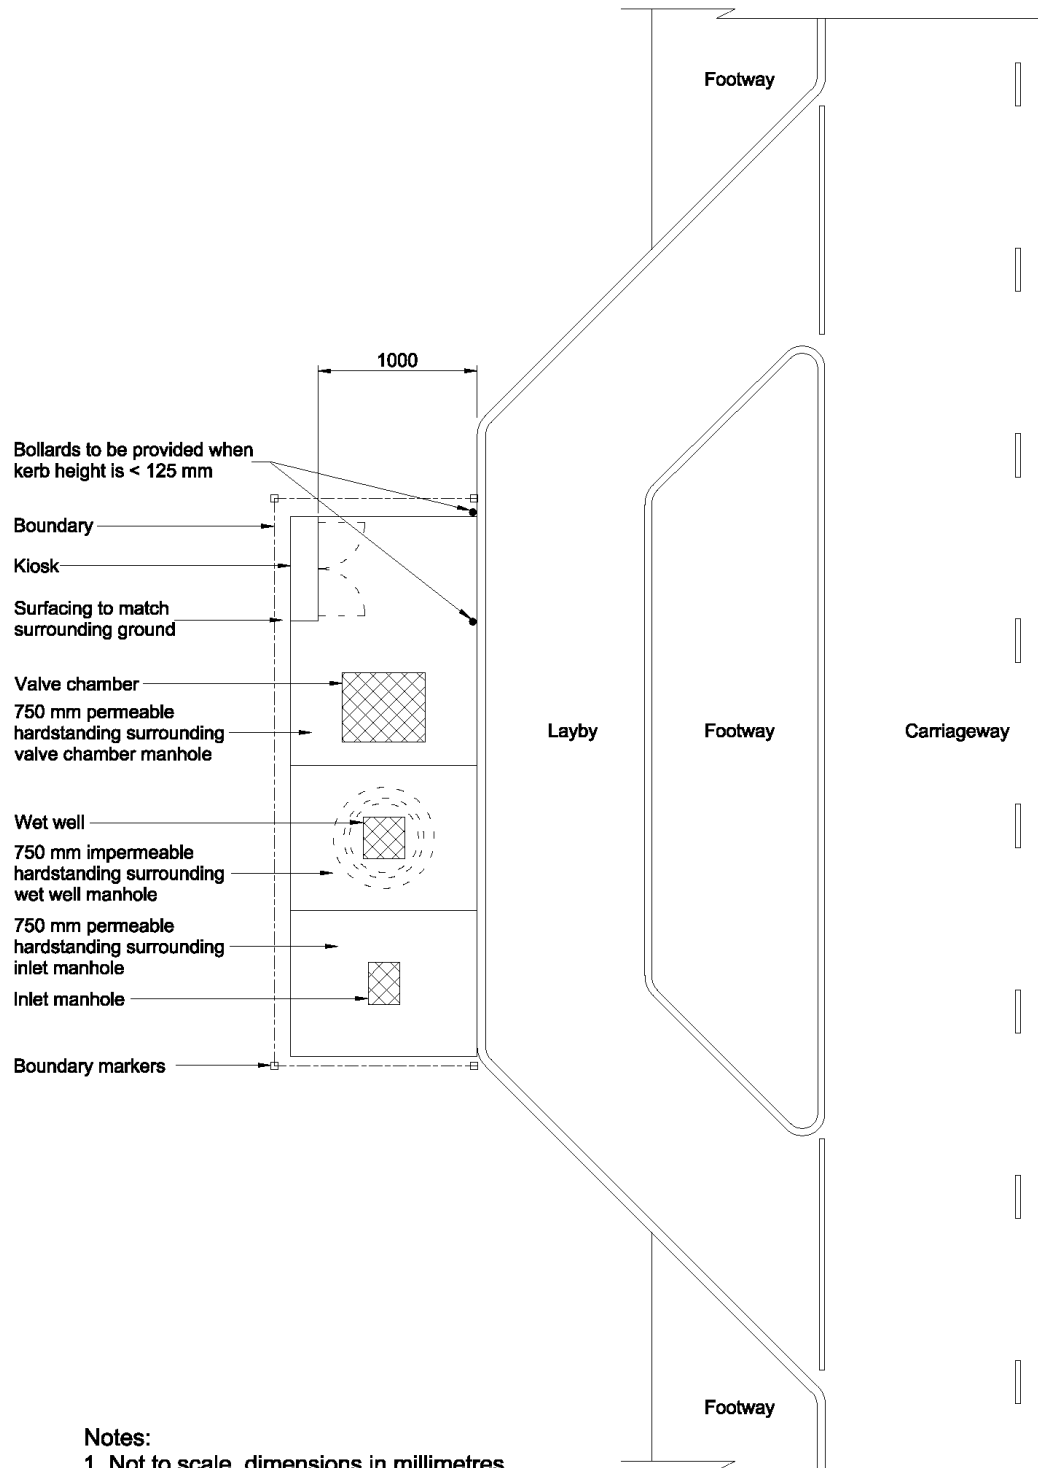 Footway
1000
Bollards to be provided when
kerb height is < 125 mm
Boundary
Kiosk
Surfacing to match
surrounding ground
Valve chamber
750 mm permeable
hardstanding surrounding
valve chamber manhole
Layby
Footway
Carriageway
Wet well
750 mm impermeable
hardstanding surrounding
wet well manhole
750 mm permeable
hardstanding surrounding
inlet manhole
Inlet manhole
Boundary markers
Footway
Notes:
1. Not to scale, dimensions in millimetres